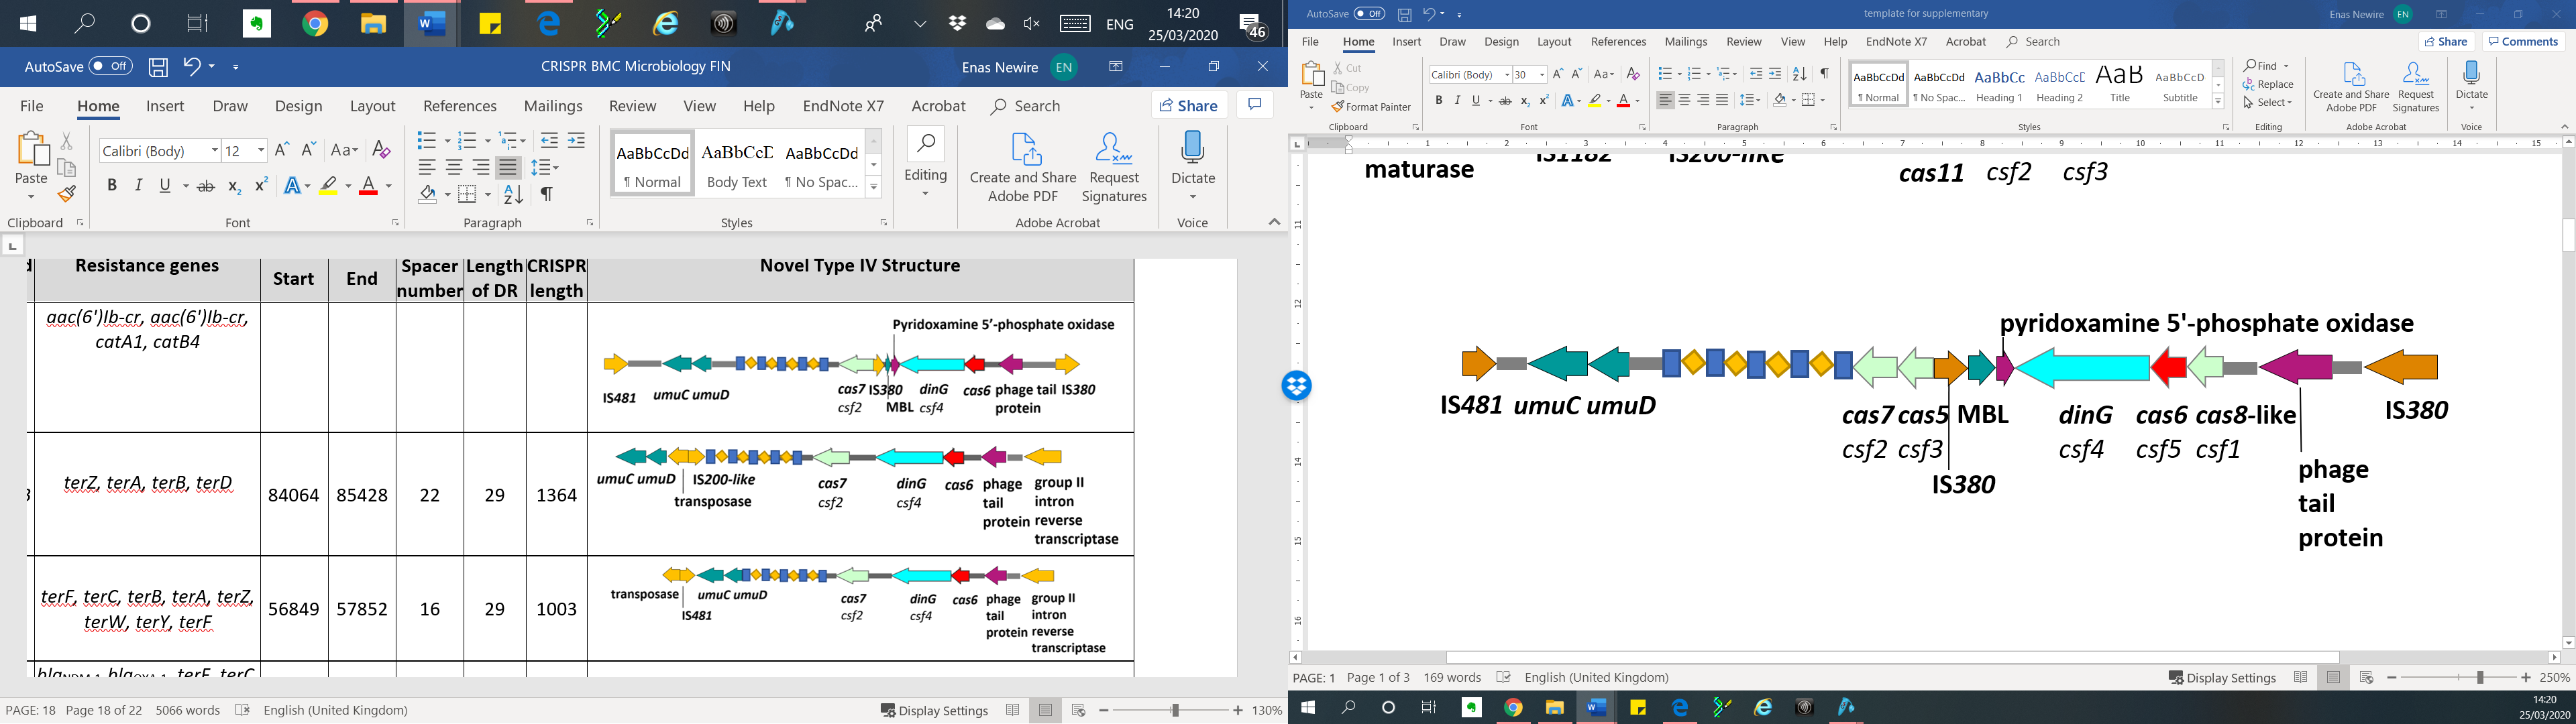 ENG
14:20
25/03/2020
46
AutoSave Off
CRISPR BMC Microbiology FIN
Enas Newire EN
File Home Insert Draw Design Layout References Mailings Review View Help EndNote X7 Acrobat Search
Share
Paste
Calibri (Body) 12
AaBbCcDd AaBbCcD AaBbCcDd
¶ Normal Body Text ¶ No Spac...
Editing
Create and Share
Adobe PDF
Request
Signatures
Dictate
Clipboard Font Paragraph Styles Adobe Acrobat Voice
Resistance genes
Start
End
Spacer
number
Length
of DR
CRISPR
length
Novel Type IV Structure
aac(6')Ib-cr, aac(6')Ib-cr,
catA1, catB4
Pyridoxamine 5’-phosphate oxidase
IS481 umuC umuD cas7 IS380 dinG cas6 phage tail IS380
csf2 MBL csf4 protein
terZ, terA, terB, terD
84064 85428 22 29 1364
umuC umuD IS200-like
transposase
cas7
csf2
dinG
csf4
cas6
phage
tail
protein
group II
intron
reverse
transcriptase
terF, terC, terB, terA, terZ,
terW, terY, terF
56849 57852 16 29 1003
transposase umuC umuD
IS481
cas7
csf2
dinG
csf4
cas6
phage
tail
protein
group II
intron
reverse
transcriptase
PAGE: 18 Page 18 of 22 5066 words English (United Kingdom) Display Settings 130%
AutoSave Off
template for supplementary
Enas Newire EN
File Home Insert Draw Design Layout References Mailings Review View Help EndNote X7 Acrobat Search
Share Comments
Paste
Cut
Copy
Format Painter
Calibri (Body) 30
AaBbCcDd AaBbCcDd AaBbCc AaBbCcD AaB AaBbCcD
¶ Normal ¶ No Spac... Heading 1 Heading 2 Title Subtitle
Find
Replace
Select
Create and Share
Adobe PDF
Request
Signatures
Dictate
Clipboard Font Paragraph Styles Editing Adobe Acrobat Voice
maturase
IS1182
IS200-like
cas11 csf2 csf3
pyridoxamine 5'-phosphate oxidase
IS481 umuC umuD
cas7 cas5 MBL dinG cas6 cas8-like
csf2 csf3 csf4 csf5 csf1
IS380
IS380
phage
tail
protein
PAGE: 1 Page 1 of 3 169 words English (United Kingdom) Display Settings 250%
14:20
25/03/2020